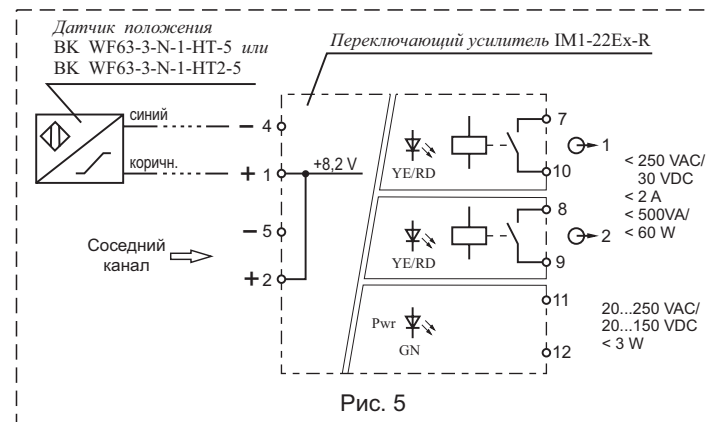 Датчик положения
ВК WF63-3-N-1-HT-5 или
ВК WF63-3-N-1-HT2-5
Переключающий усилитель IM1-22Ex-R
синий
− 4
коричн.
+ 1
+8,2 V
− 5
Соседний
канал
+ 2
YE/RD
7
10
1
YE/RD
8
9
2
< 250 VAC/
30 VDC
< 2 A
< 500VA/
< 60 W
Pwr
GN
11
12
20...250 VAC/
20...150 VDC
< 3 W
Рис. 5